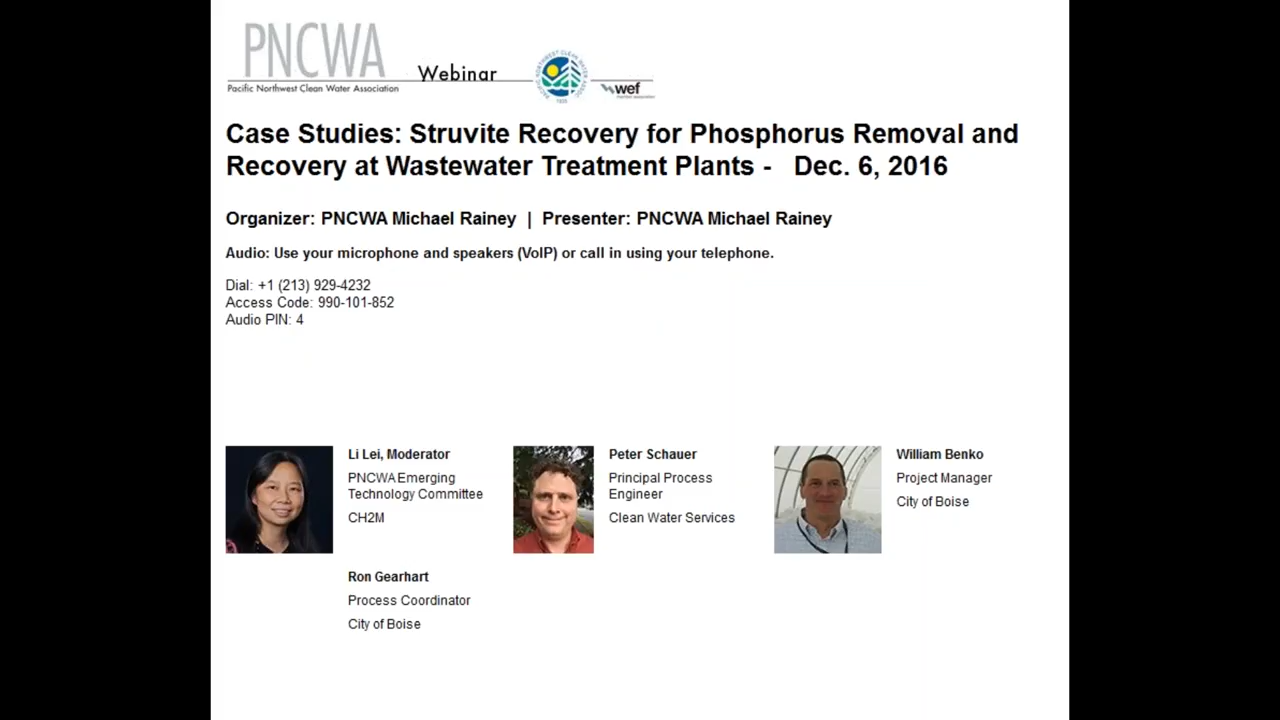 PNCWA
Webinar
Pacific Northwest Clean Water Association
wef
Case Studies: Struvite Recovery for Phosphorus Removal and
Recovery at Wastewater Treatment Plants - Dec. 6, 2016
Organizer: PNCWA Michael Rainey | Presenter: PNCWA Michael Rainey
Audio: Use your microphone and speakers (VoIP) or call in using your telephone.
Dial: +1 (213) 929-4232
Access Code: 990-101-852
Audio PIN: 4
Li Lei, Moderator
PNCWA Emerging
Technology Committee
CH2M
Peter Schauer
Principal Process
Engineer
Clean Water Services
William Benko
Project Manager
City of Boise
Ron Gearhart
Process Coordinator
City of Boise